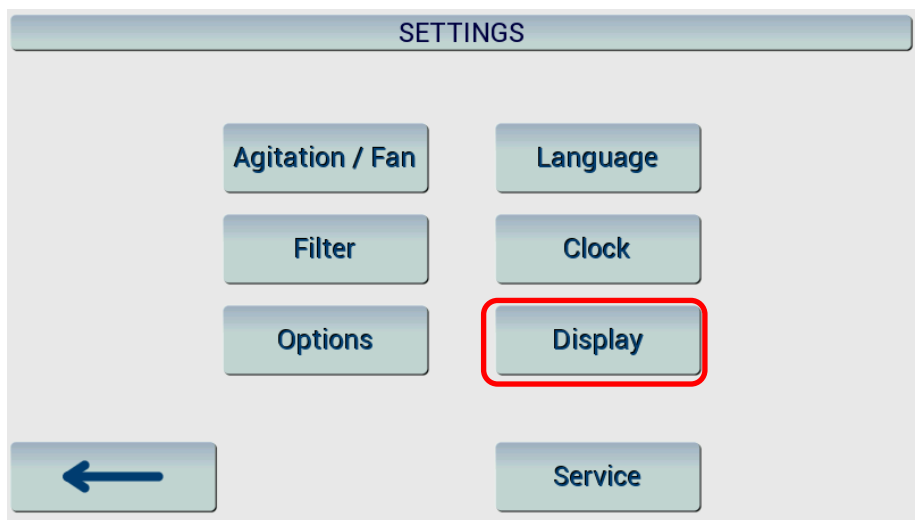 SETTINGS
Agitation / Fan
Language
Filter
Clock
Options
Display
Service